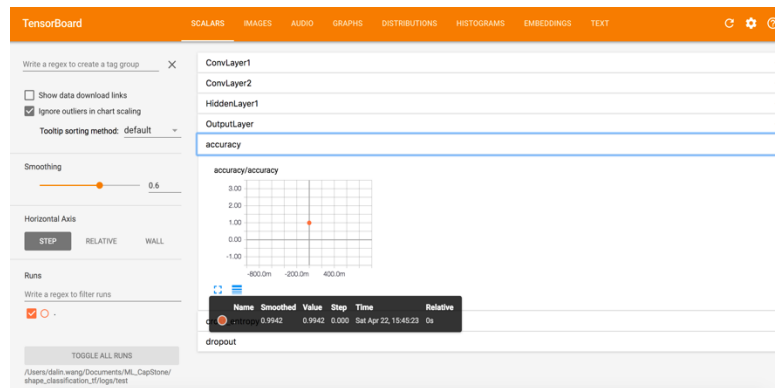 TensorBoard
SCALARS IMAGES AUDIO GRAPHS DISTRIBUTIONS HISTOGRAMS EMBEDDINGS TEXT
Write a regex to create a tag group
Show data download links
Ignore outliers in chart scaling
Tooltip sorting method: default
Smoothing
0.6
Horizontal Axis
STEP RELATIVE WALL
Runs
Write a regex to filter runs
-
TOGGLE ALL RUNS
/Users/dalin.wang/Documents/ML_CapStone/
shape_classification_tf/logs/test
ConvLayer1
ConvLayer2
HiddenLayer1
OutputLayer
accuracy
accuracy/accuracy
3.00
2.00
1.00
0.00
-1.00
-800.0m -200.0m 400.0m
Name Smoothed Value Step Time Relative
0.9942 0.9942 0.000 Sat Apr 22, 15:45:23 0s
dropout